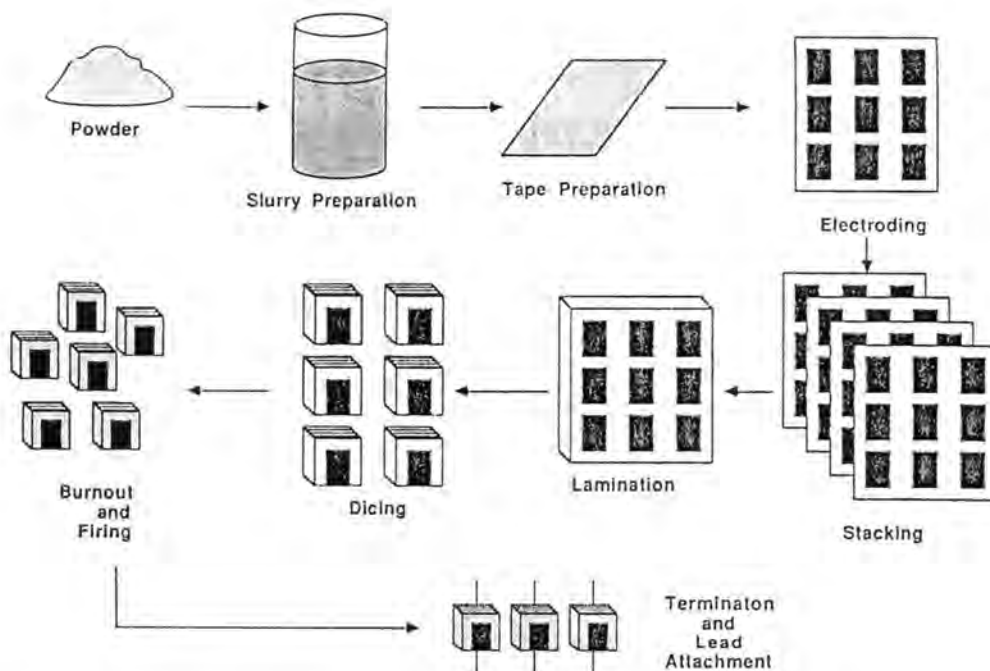 Powder
Slurry Preparation
Tape Preparation
Electroding
Stacking
Lamination
Dicing
Burnout
and
Firing
Terminaton
and
Lead
Attachment